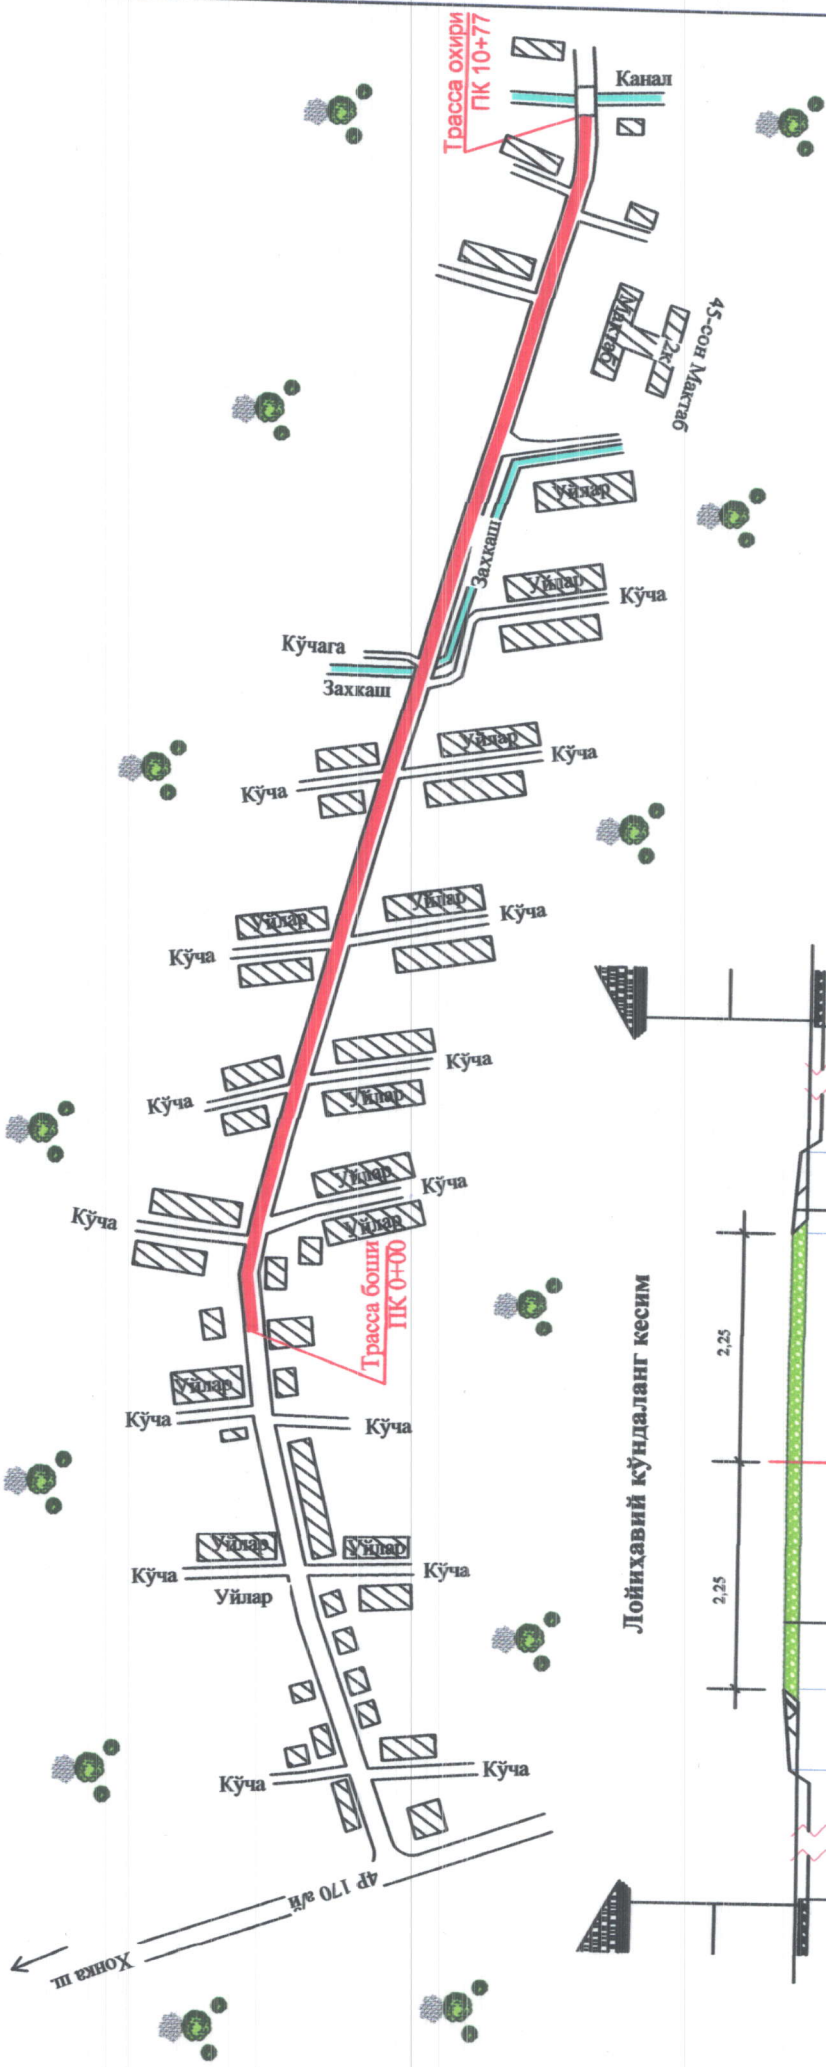 Трасса охири
ПК 10+77
Канал
Мактаб
2к
45-сон Мактаб
Уйлар
Захкаш
Уйлар
Кўча
Кўчага
Захкаш
Уйлар
Кўча
Кўча
Уйлар
Уйлар
Кўча
Кўча
Кўча
Уйлар
Кўча
Уйлар
Кўча
Уйлар
Кўча
Трасса боши
ПК 0+00
Уйлар
Кўча
Кўча
Уйлар
Уйлар
Кўча
Кўча
Уйлар
Кўча
Кўча
4Р 170 а/й
Хонка ш.
Лойиҳавий кўндаланг кесим
2,25
2,25